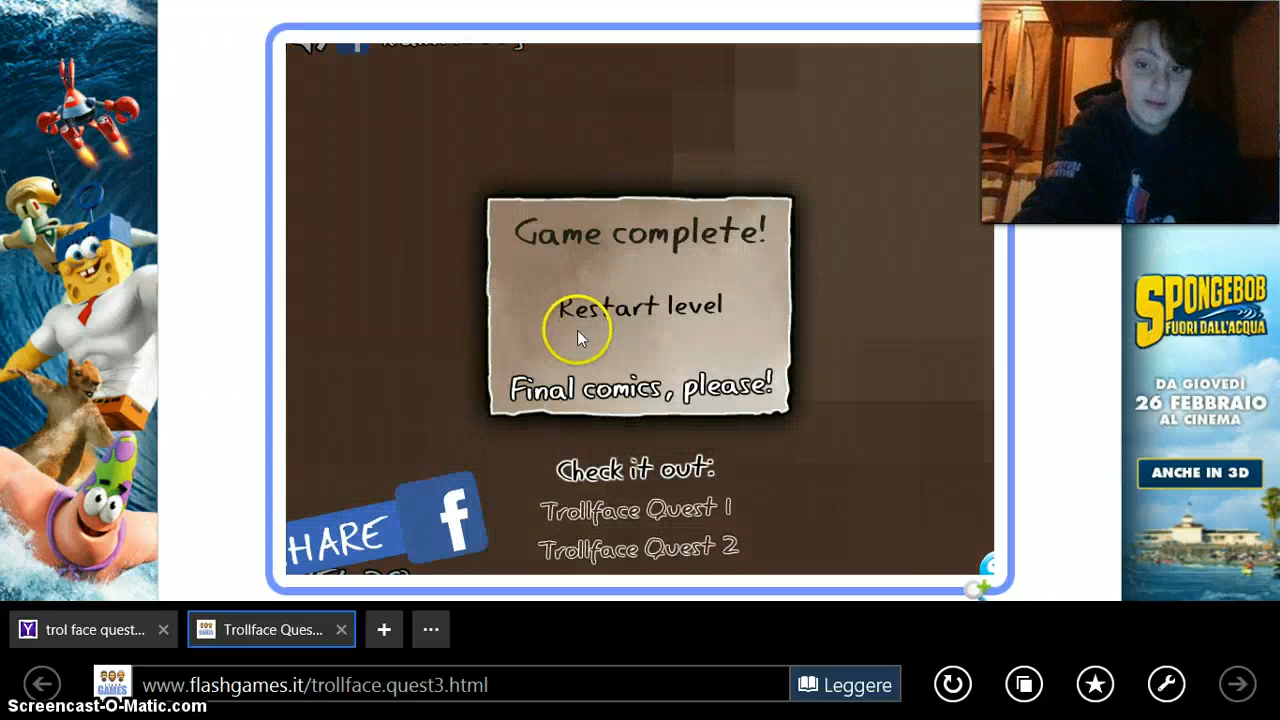 Game complete!
Restart level
Final comics, please!
Check it out:
Trollface Quest 1
Trollface Quest 2
HARE
f
SPONGEBOB
FUORI DALL'ACQUA
DA GIOVEDÌ
26 FEBBRAIO
AL CINEMA
ANCHE IN 3D
trol face quest...
Trollface Ques...
www.flashgames.it/trollface.quest3.html
Leggere
Screencast-O-Matic.com